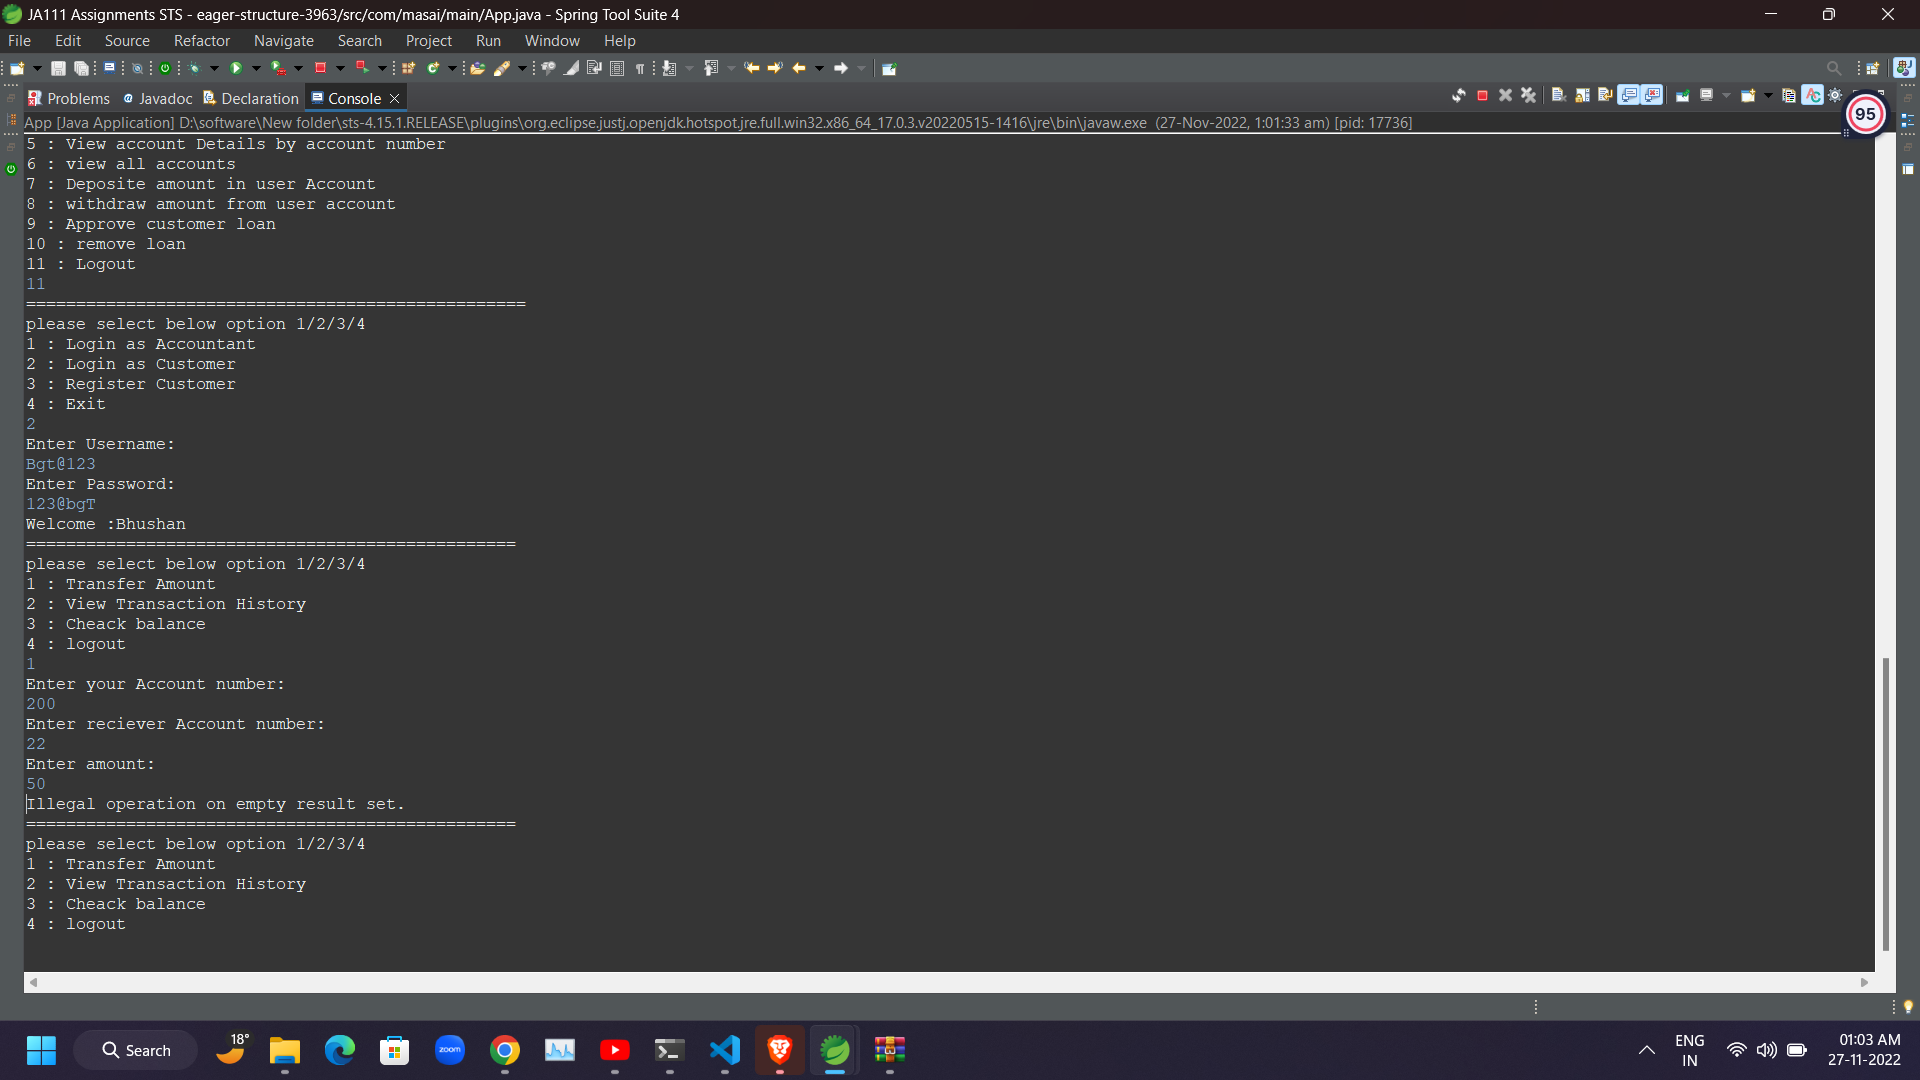 JA111 Assignments STS - eager-structure-3963/src/com/masai/main/App.java - Spring Tool Suite 4
File Edit Source Refactor Navigate Search Project Run Window Help
Problems Javadoc Declaration Console
App [Java Application] D:\software\New folder\sts-4.15.1.RELEASE\plugins\org.eclipse.justj.openjdk.hotspot.jre.full.win32.x86_64_17.0.3.v20220515-1416\jre\bin\javaw.exe (27-Nov-2022, 1:01:33 am) [pid: 17736]
95
5 : View account Details by account number
6 : view all accounts
7 : Deposite amount in user Account
8 : withdraw amount from user account
9 : Approve customer loan
10 : remove loan
11 : Logout
11
==================================================
please select below option 1/2/3/4
1 : Login as Accountant
2 : Login as Customer
3 : Register Customer
4 : Exit
2
Enter Username:
Bgt@123
Enter Password:
123@bgT
Welcome :Bhushan
=================================================
please select below option 1/2/3/4
1 : Transfer Amount
2 : View Transaction History
3 : Cheack balance
4 : logout
1
Enter your Account number:
200
Enter reciever Account number:
22
Enter amount:
50
Illegal operation on empty result set.
=================================================
please select below option 1/2/3/4
1 : Transfer Amount
2 : View Transaction History
3 : Cheack balance
4 : logout
Search
18°
zoom
ENG
IN
01:03 AM
27-11-2022